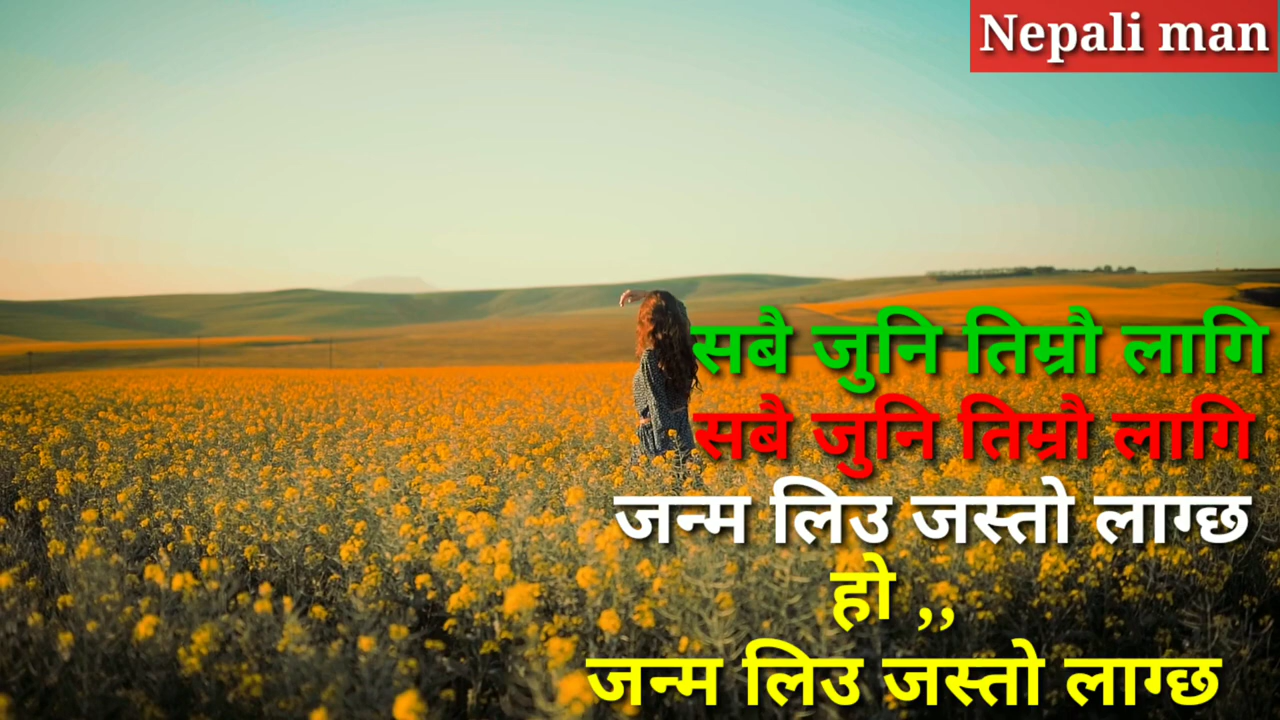 Nepali man
सबै जुनि तिम्रौ लागि
सबै जुनि तिम्रौ लागि
जन्म लिउ जस्तो लाग्छ
हो ,,
जन्म लिउ जस्तो लाग्छ